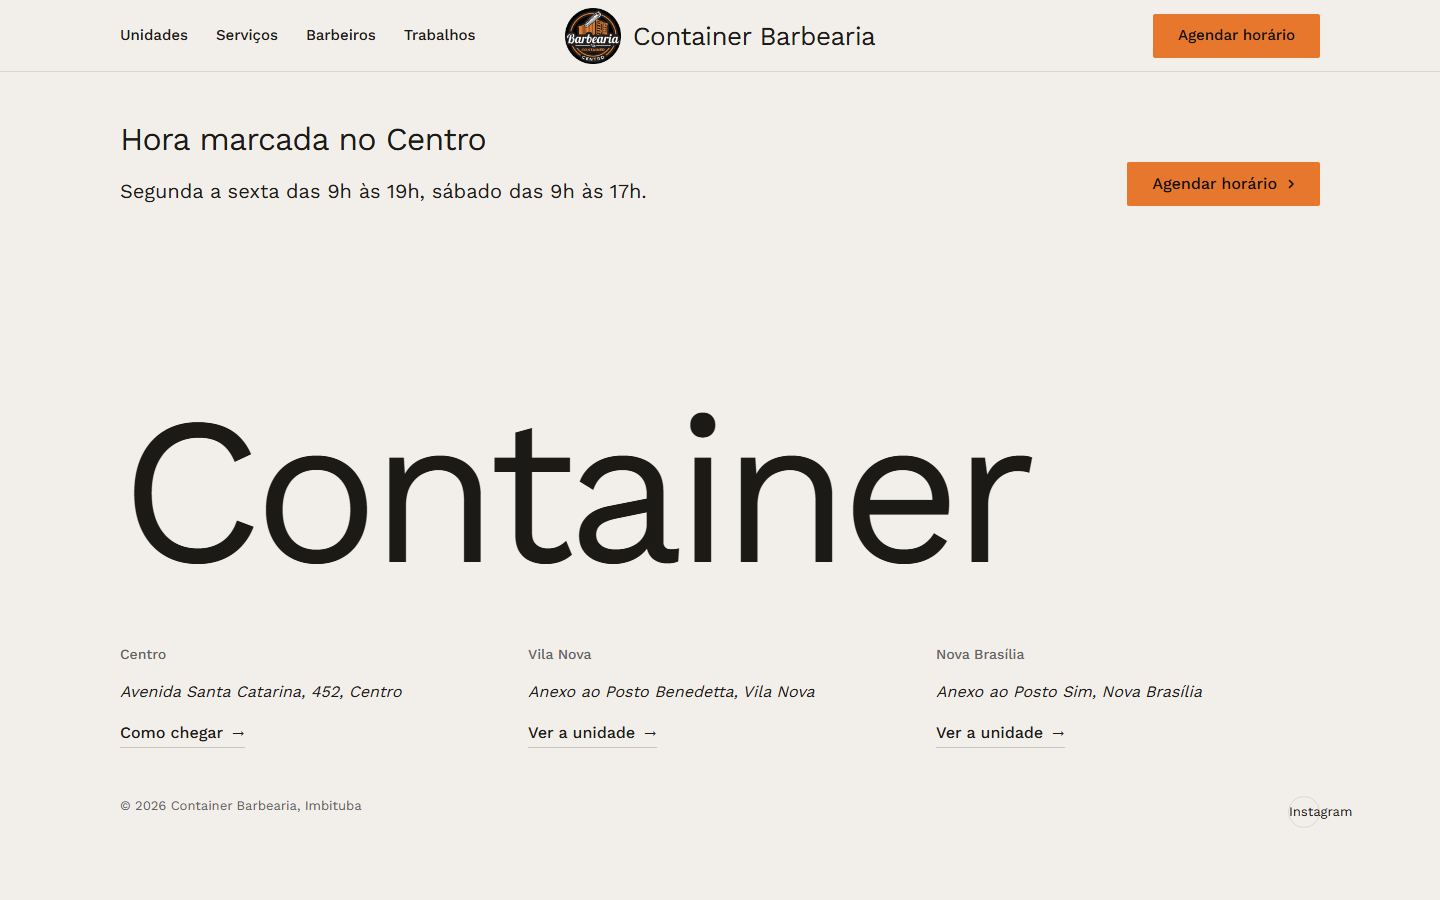 Unidades
Serviços
Barbeiros
Trabalhos
Barbearia
CONTAINER
CENTRO
Container Barbearia
Agendar horário
Hora marcada no Centro
Segunda a sexta das 9h às 19h, sábado das 9h às 17h.
Agendar horário ›
Container
Centro
Avenida Santa Catarina, 452, Centro
Como chegar →
Vila Nova
Anexo ao Posto Benedetta, Vila Nova
Ver a unidade →
Nova Brasília
Anexo ao Posto Sim, Nova Brasília
Ver a unidade →
© 2026 Container Barbearia, Imbituba
Instagram